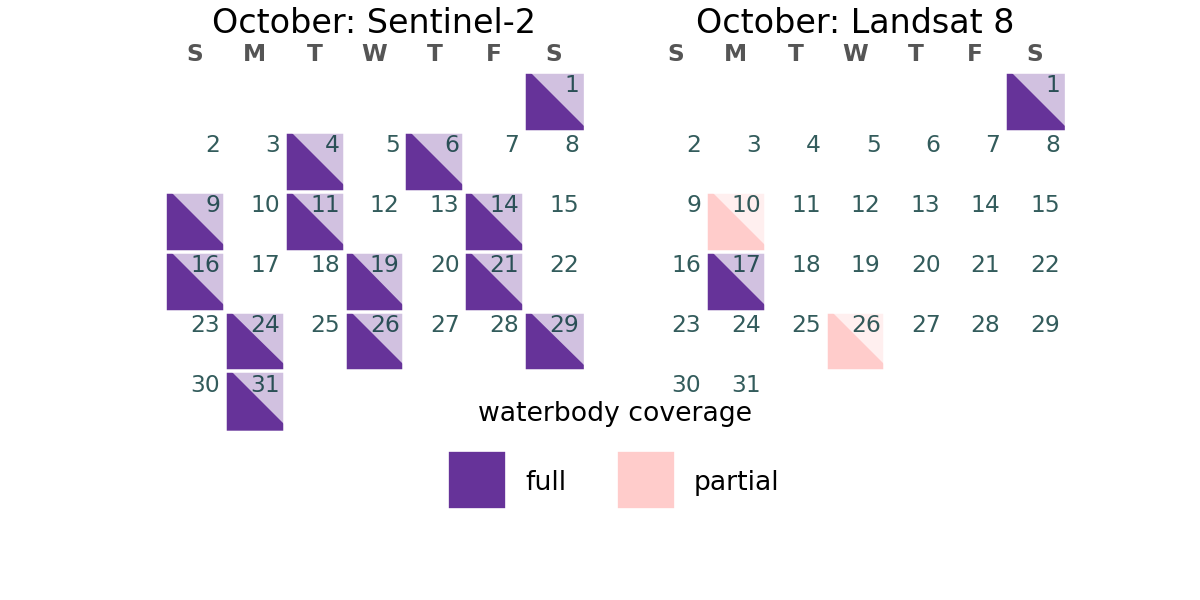 October: Sentinel-2
S M T W T F S
1
2 3 4 5 6 7 8
9 10 11 12 13 14 15
16 17 18 19 20 21 22
23 24 25 26 27 28 29
30 31
October: Landsat 8
S M T W T F S
1
2 3 4 5 6 7 8
9 10 11 12 13 14 15
16 17 18 19 20 21 22
23 24 25 26 27 28 29
30 31
waterbody coverage
full
partial